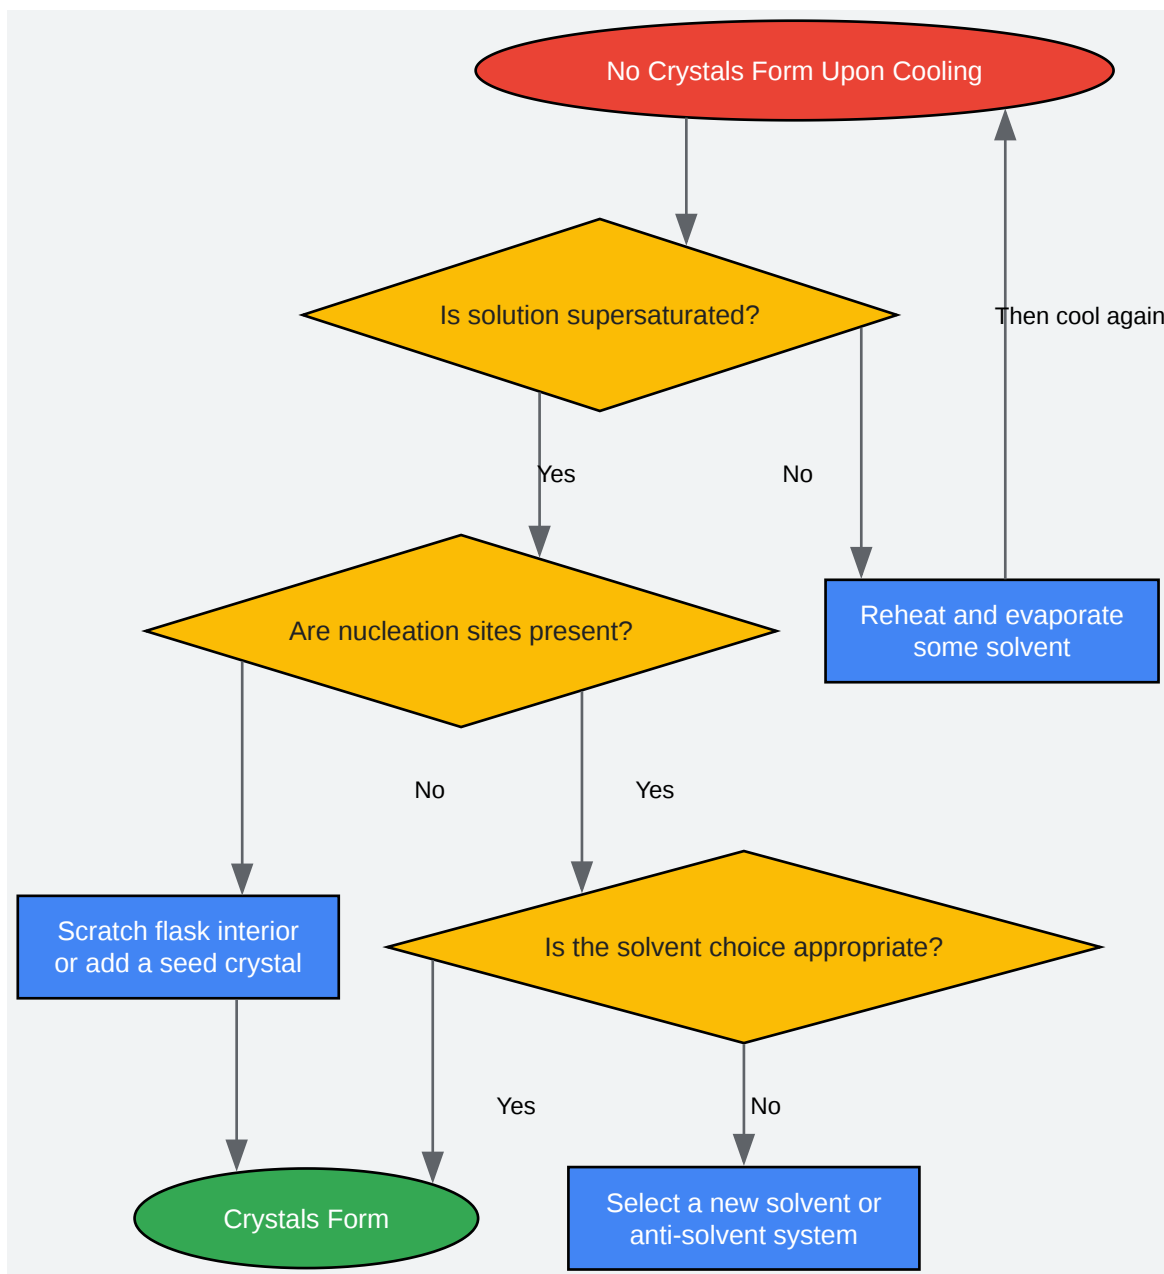 No Crystals Form Upon Cooling
Is solution supersaturated?
Then cool again
Yes
No
Are nucleation sites present?
Reheat and evaporate
some solvent
No
Yes
Scratch flask interior
or add a seed crystal
Is the solvent choice appropriate?
Yes
No
Crystals Form
Select a new solvent or
anti-solvent system